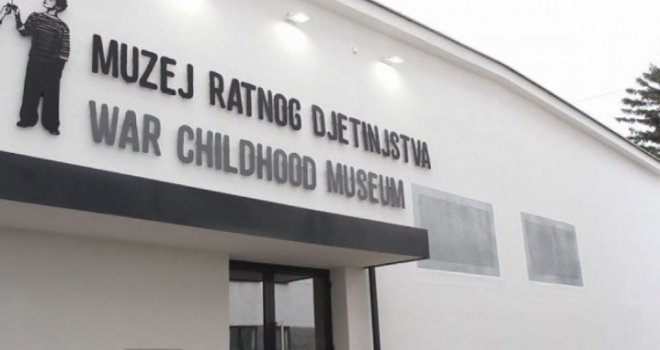 MUZEJ RATNOG DJETINJSTVA
WAR CHILDHOOD MUSEUM